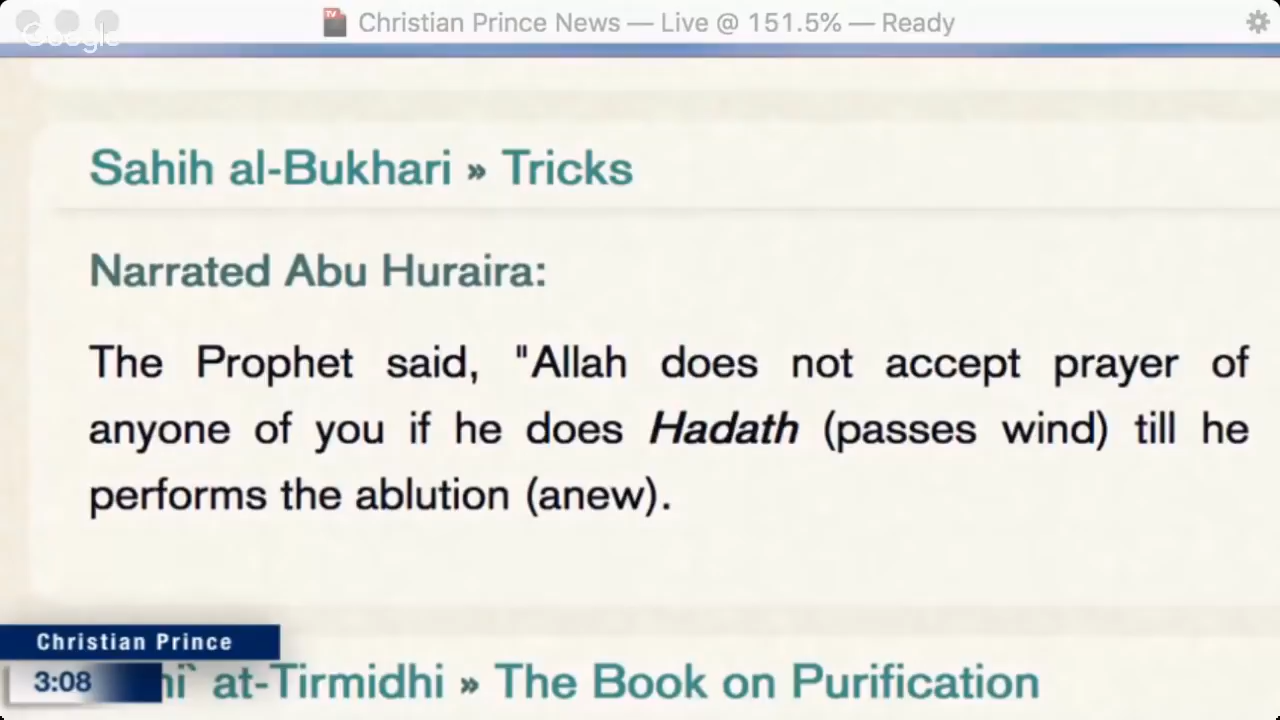 Christian Prince News — Live @ 151.5% — Ready
Google
Sahih al-Bukhari » Tricks
Narrated Abu Huraira:
The Prophet said, "Allah does not accept prayer of
anyone of you if he does Hadath (passes wind) till he
performs the ablution (anew).
Christian Prince
3:08
at-Tirmidhi » The Book on Purification